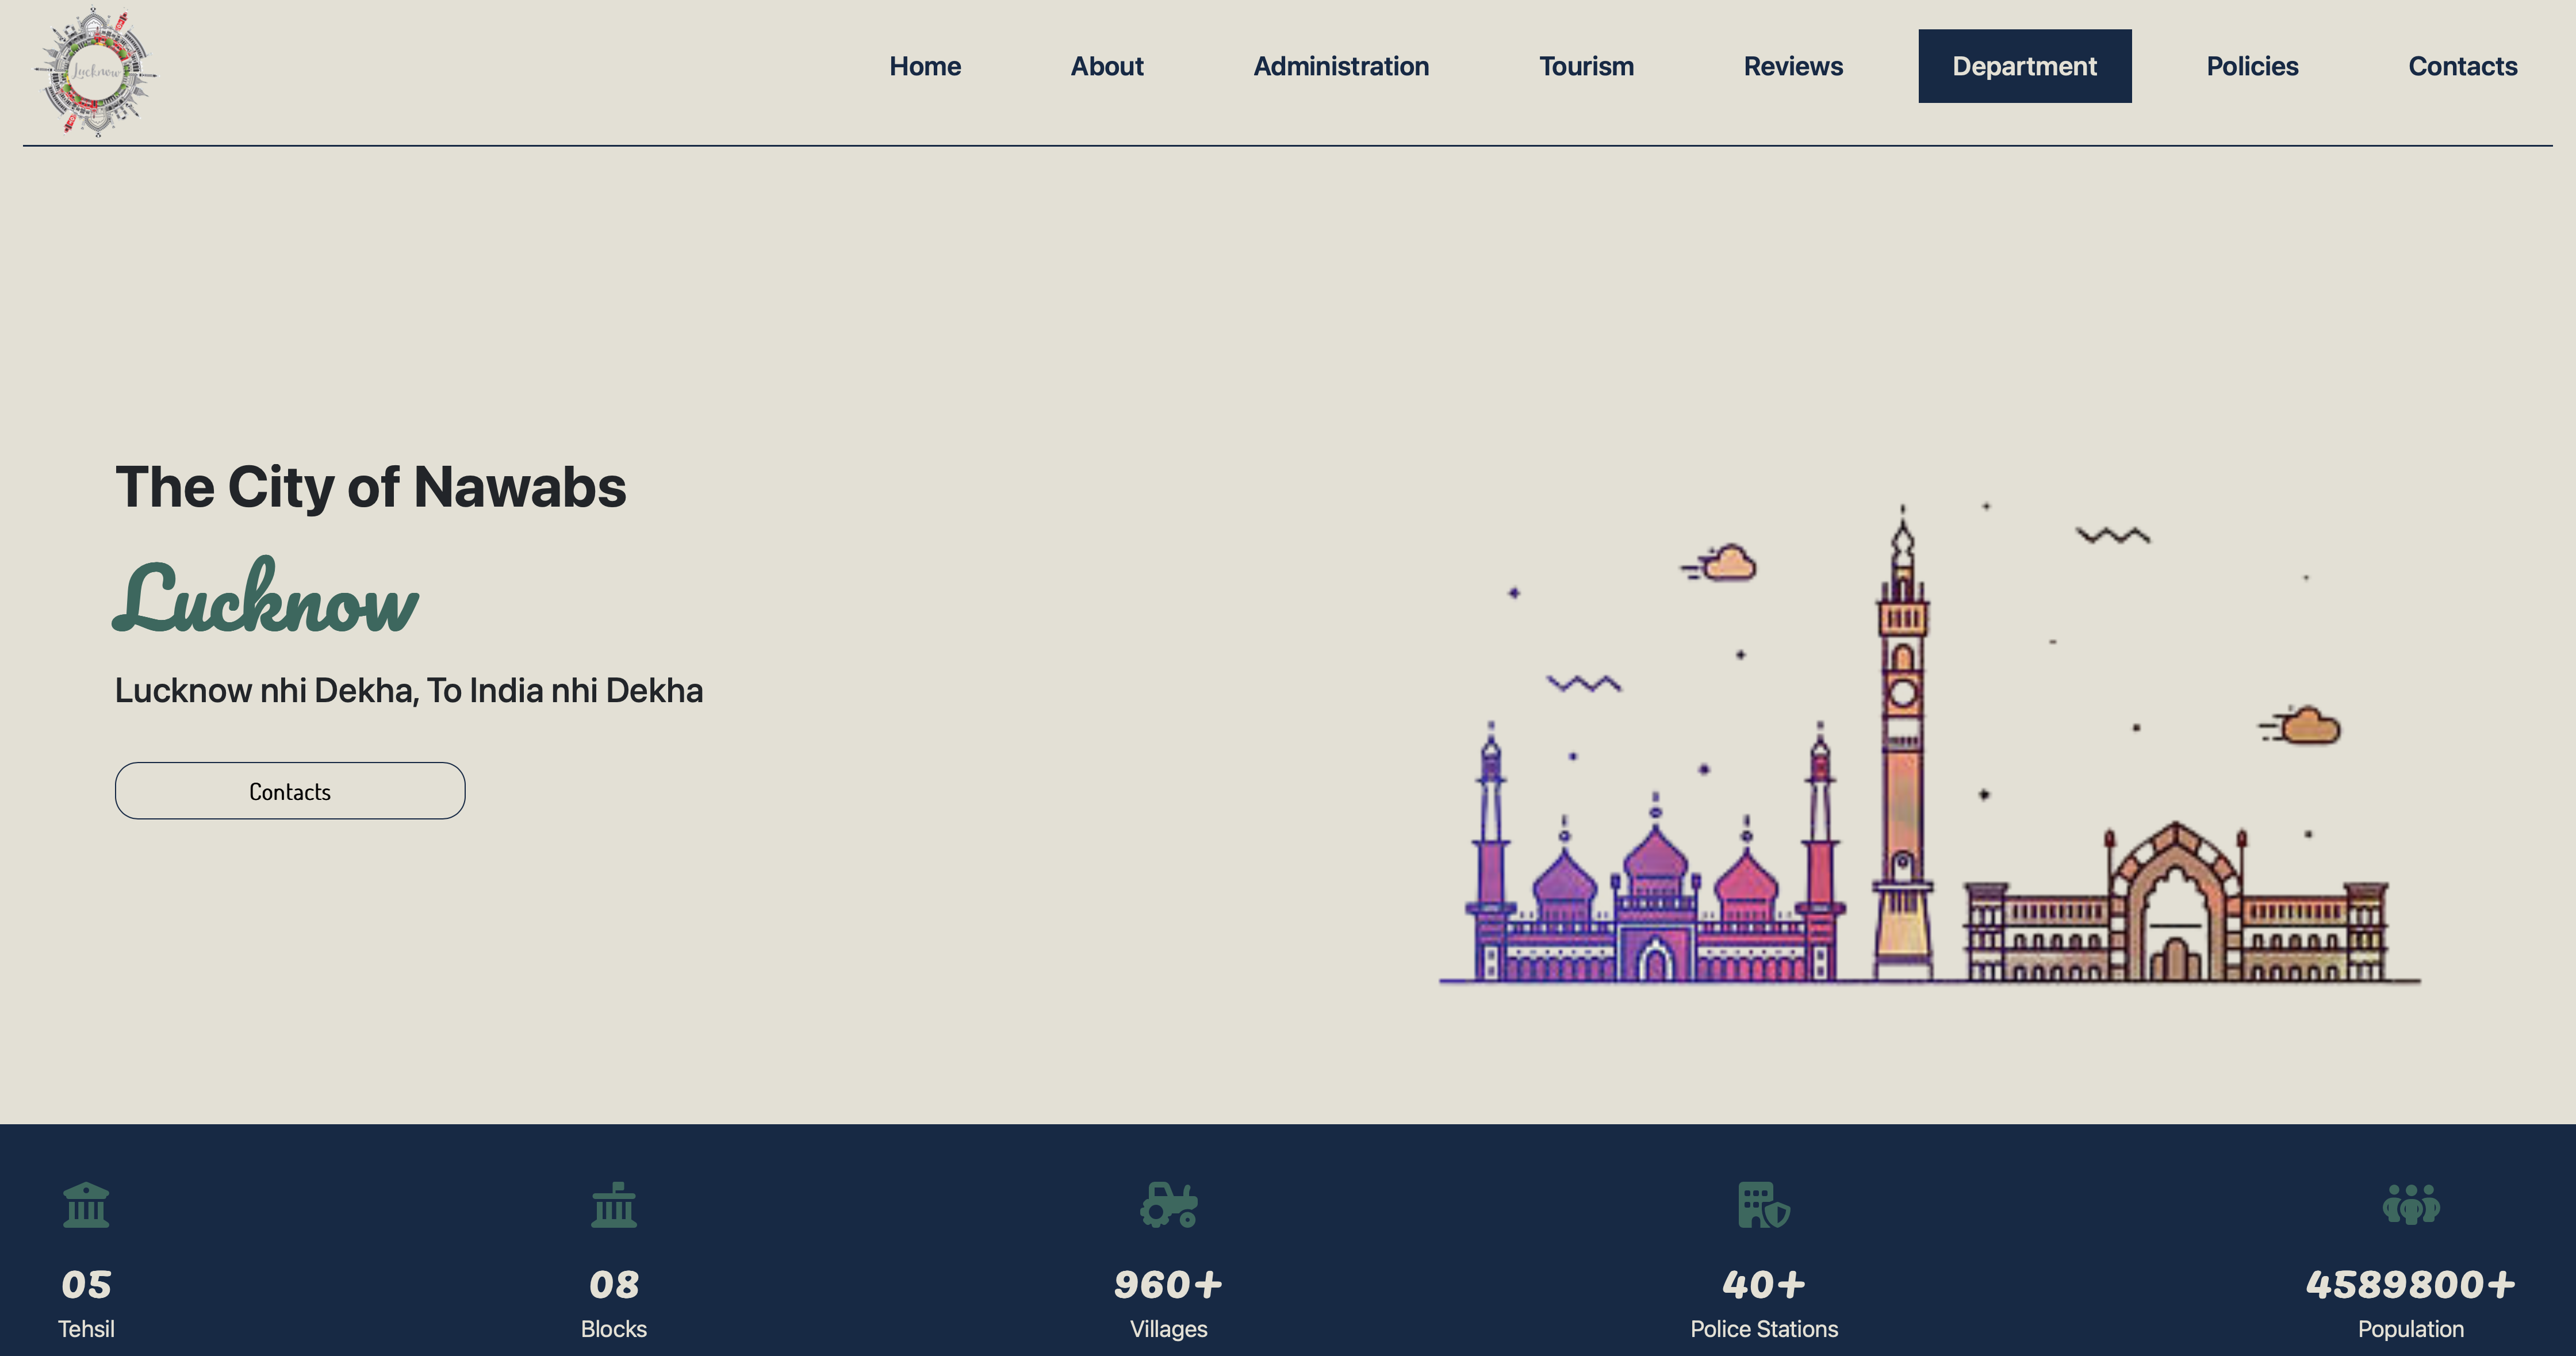 Lucknow
Home About Administration Tourism Reviews Department Policies Contacts
The City of Nawabs
Lucknow
Lucknow nhi Dekha, To India nhi Dekha
Contacts
05 08 960+ 40+ 4589800+
Tehsil Blocks Villages Police Stations Population